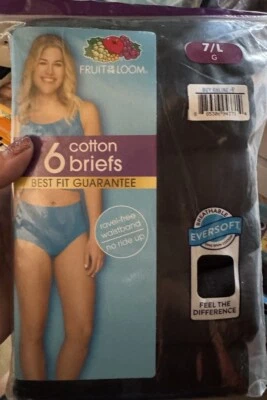 FRUIT OF THE LOOM®
7/L
G
6 cotton
briefs
BEST FIT GUARANTEE
ravel-free
waistband
no ride up
BREATHABLE
EVERSOFT
FEEL THE
DIFFERENCE